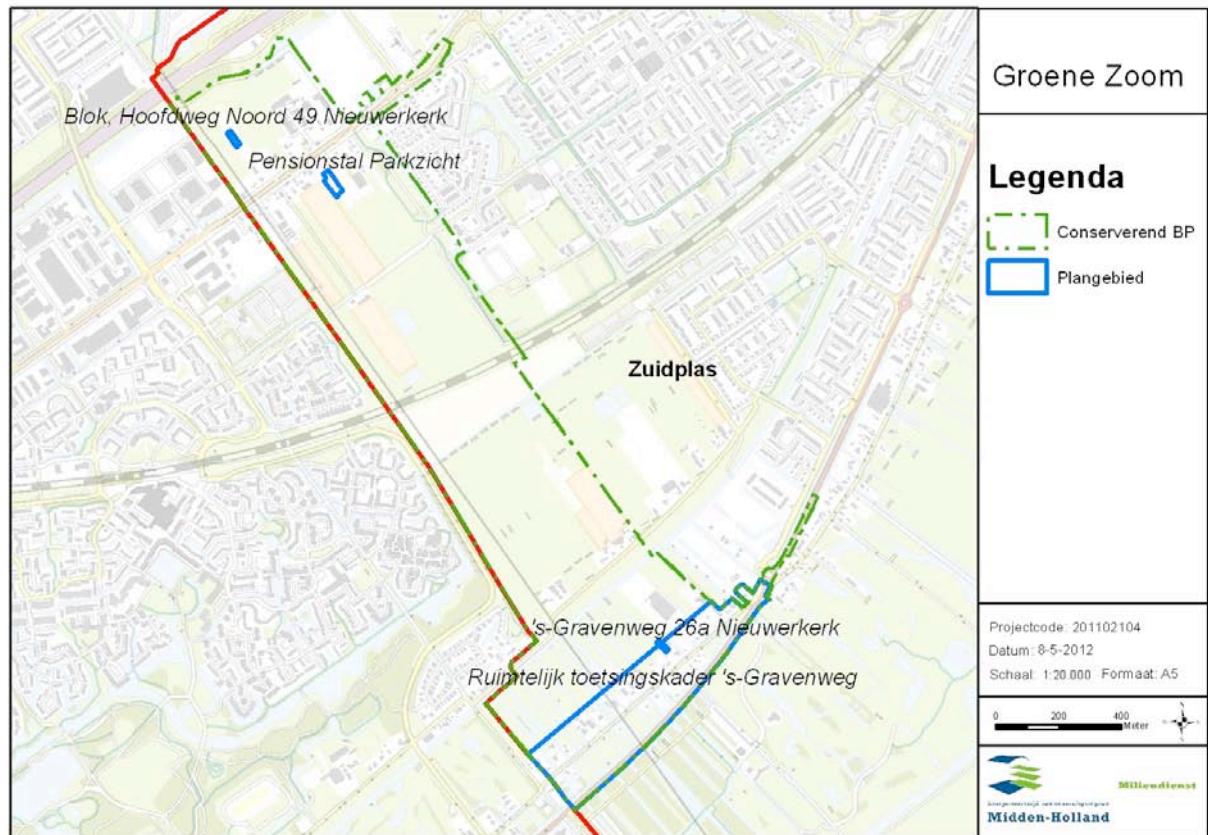 Groene Zoom
Blok, Hoofdweg Noord 49 Nieuwerkerk
Pensionstal Parkzicht
Zuidplas
's-Gravenweg 26a Nieuwerkerk
Ruimtelijk toetsingskader 's-Gravenweg
Legenda
Conserverend BP
Plangebied
Projectcode: 201102104
Datum: 8-5-2012
Schaal: 1:20.000 Formaat: A5
0 200 400
Meter
Milieudienst
Midden-Holland